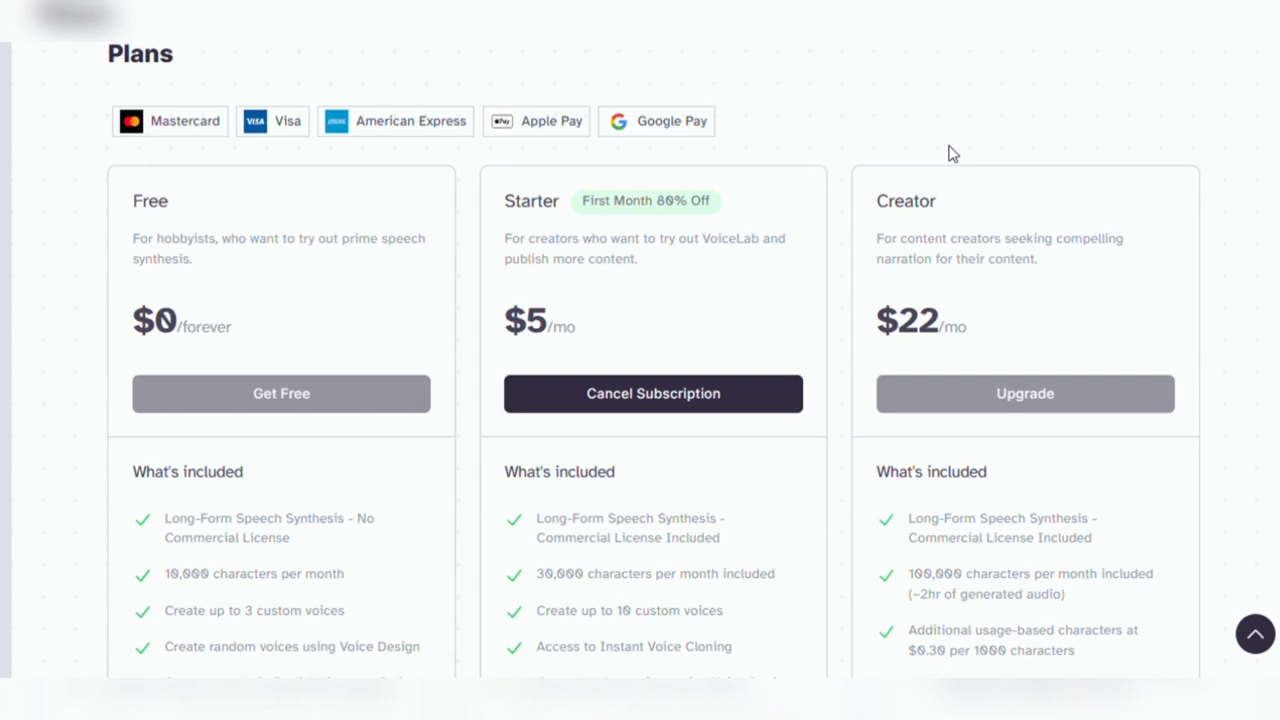 Plans
Mastercard
VISA Visa
American Express
Pay Apple Pay
Google Pay
Free
For hobbyists, who want to try out prime speech
synthesis.
$0/forever
Get Free
What's included
Long-Form Speech Synthesis - No
Commercial License
10,000 characters per month
Create up to 3 custom voices
Create random voices using Voice Design
Starter First Month 80% Off
For creators who want to try out VoiceLab and
publish more content.
$5/mo
Cancel Subscription
What's included
Long-Form Speech Synthesis -
Commercial License Included
30,000 characters per month included
Create up to 10 custom voices
Access to Instant Voice Cloning
Creator
For content creators seeking compelling
narration for their content.
$22/mo
Upgrade
What's included
Long-Form Speech Synthesis -
Commercial License Included
100,000 characters per month included
(~2hr of generated audio)
Additional usage-based characters at
$0.30 per 1000 characters